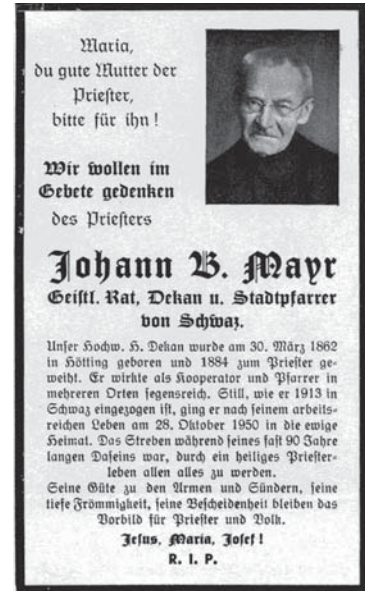 Maria,
du gute Mutter der
Priester,
bitte für ihn!
Wir wollen im
Gebete gedenken
des Priesters
Johann B. Mayr
Geistl. Rat, Dekan u. Stadtpfarrer
von Schwaz.
Unser Hochw. H. Dekan wurde am 30. März 1862
in Hötting geboren und 1884 zum Priester ge-
weiht. Er wirkte als Kooperator und Pfarrer in
mehreren Orten segensreich. Still, wie er 1913 in
Schwaz eingezogen ist, ging er nach seinem arbeits-
reichen Leben am 28. Oktober 1950 in die ewige
Heimat. Das Streben während seines fast 90 Jahre
langen Daseins war, durch ein heiliges Priester-
leben allen alles zu werden.
Seine Güte zu den Armen und Sündern, seine
tiefe Frömmigkeit, seine Bescheidenheit bleiben das
Vorbild für Priester und Volk.
Jesus, Maria, Josef!
R. I. P.